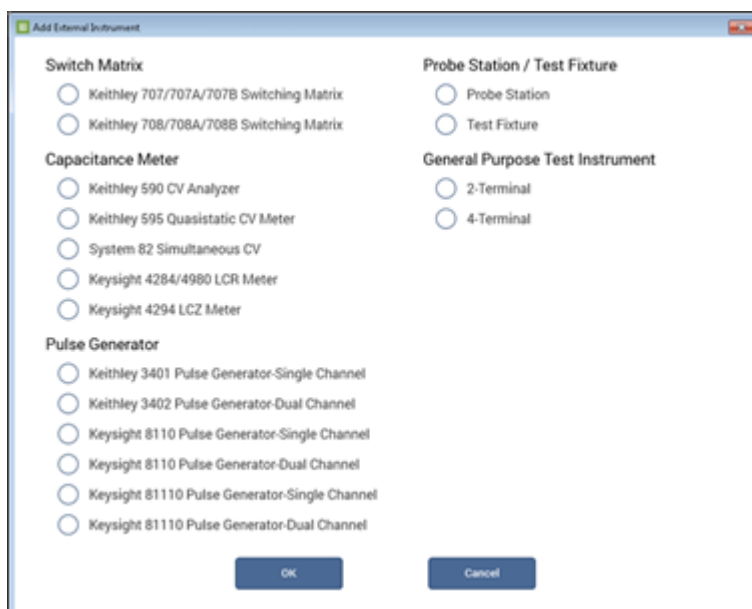 Add External Instrument
Switch Matrix
Keithley 707/707A/707B Switching Matrix
Keithley 708/708A/708B Switching Matrix
Capacitance Meter
Keithley 590 CV Analyzer
Keithley 595 Quasistatic CV Meter
System 82 Simultaneous CV
Keysight 4284/4980 LCR Meter
Keysight 4294 LCZ Meter
Pulse Generator
Keithley 3401 Pulse Generator-Single Channel
Keithley 3402 Pulse Generator-Dual Channel
Keysight 8110 Pulse Generator-Single Channel
Keysight 8110 Pulse Generator-Dual Channel
Keysight 81110 Pulse Generator-Single Channel
Keysight 81110 Pulse Generator-Dual Channel
Probe Station / Test Fixture
Probe Station
Test Fixture
General Purpose Test Instrument
2-Terminal
4-Terminal
OK
Cancel